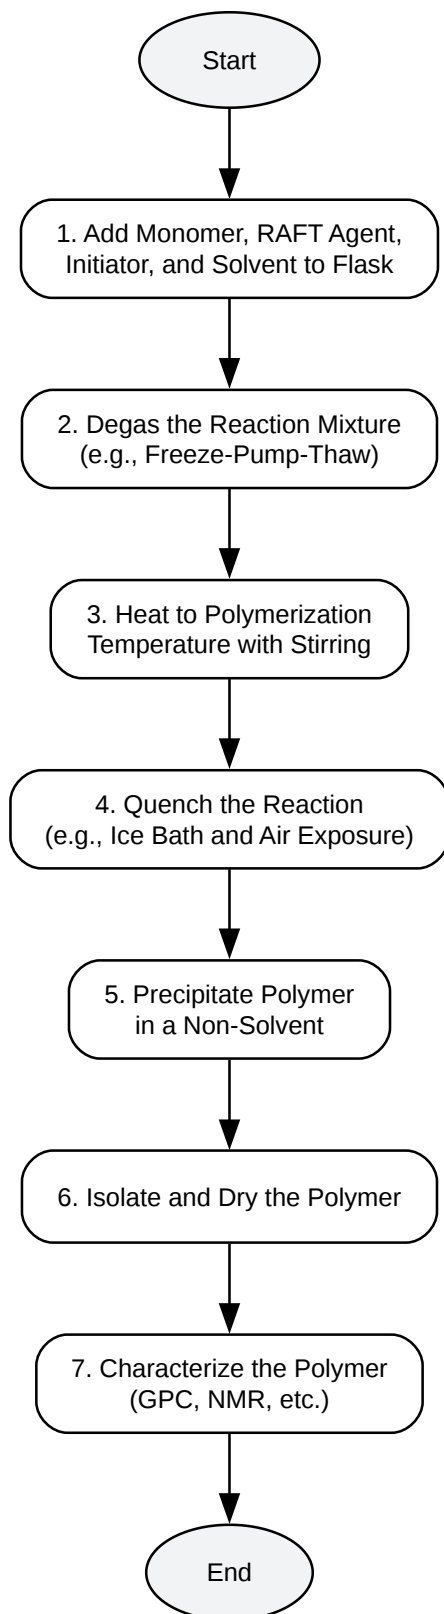 Start
1. Add Monomer, RAFT Agent,
Initiator, and Solvent to Flask
2. Degas the Reaction Mixture
(e.g., Freeze-Pump-Thaw)
3. Heat to Polymerization
Temperature with Stirring
4. Quench the Reaction
(e.g., Ice Bath and Air Exposure)
5. Precipitate Polymer
in a Non-Solvent
6. Isolate and Dry the Polymer
7. Characterize the Polymer
(GPC, NMR, etc.)
End